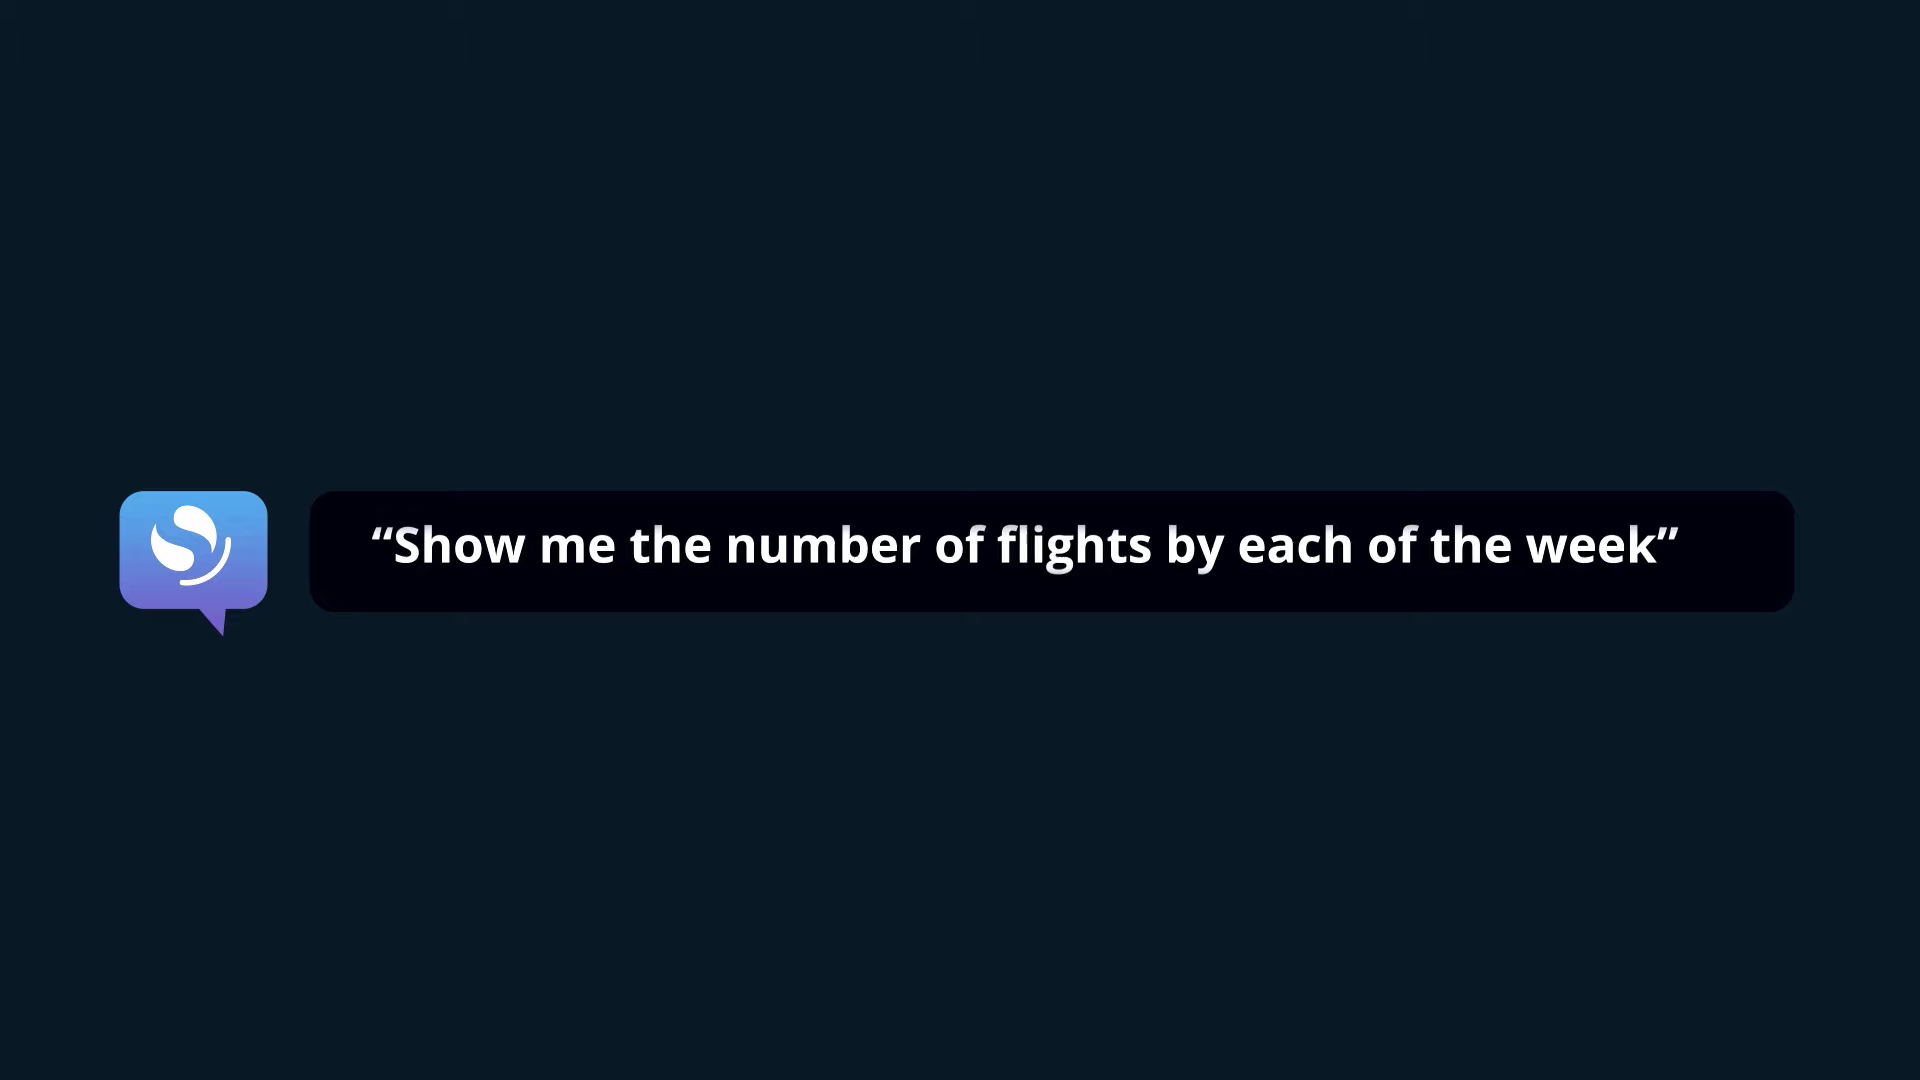 “Show me the number of flights by each of the week”